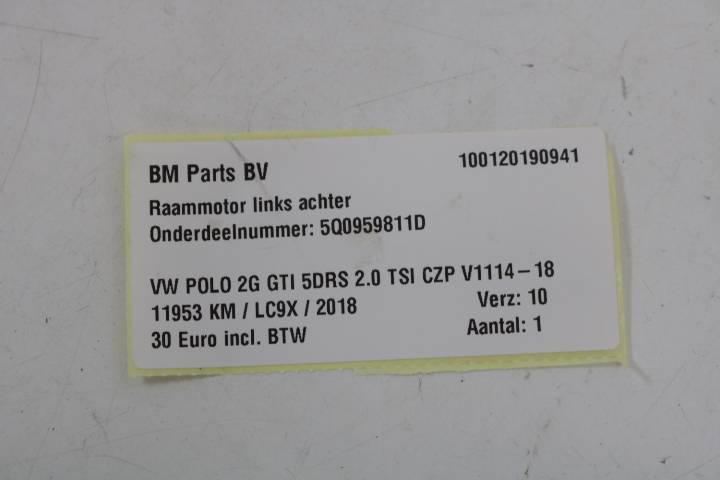 BM Parts BV 100120190941
Raammotor links achter
Onderdeelnummer: 5Q0959811D
VW POLO 2G GTI 5DRS 2.0 TSI CZP V1114-18
11953 KM / LC9X / 2018 Verz: 10
30 Euro incl. BTW Aantal: 1